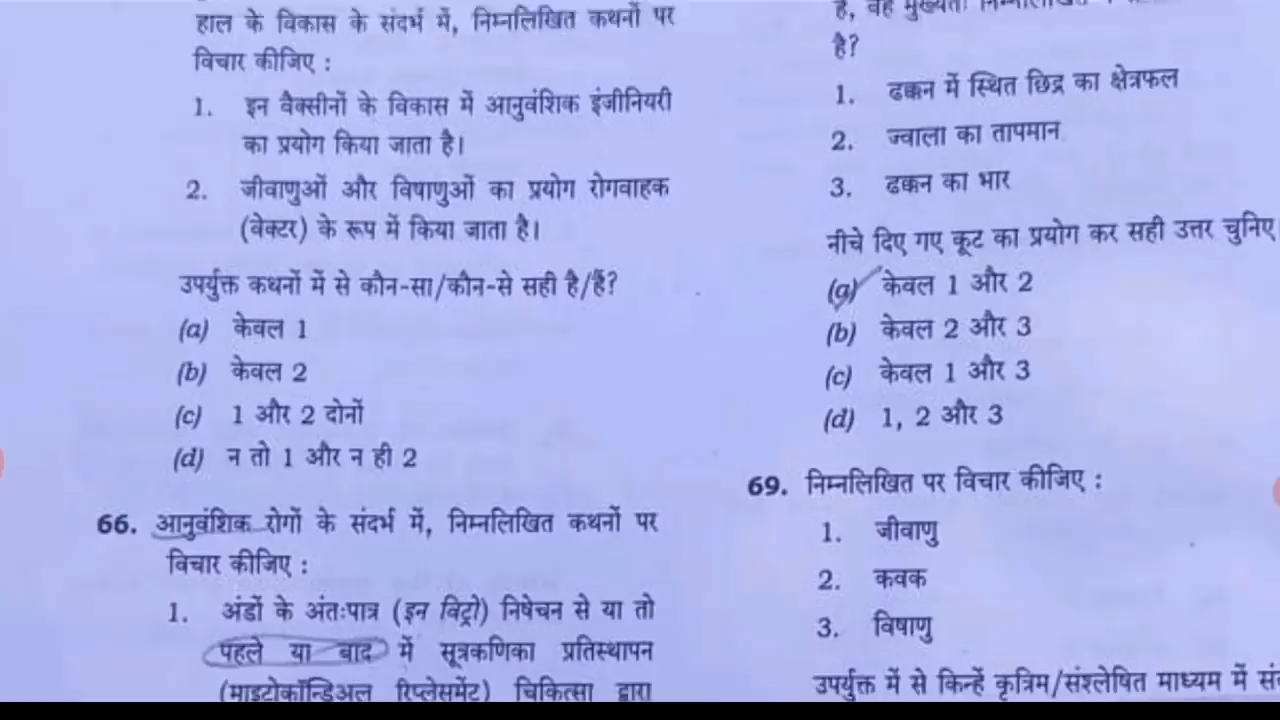 हाल के विकास के संदर्भ में, निम्नलिखित कथनों पर
विचार कीजिए :
1. इन वैक्सीनों के विकास में आनुवंशिक इंजीनियरी
का प्रयोग किया जाता है।
2. जीवाणुओं और विषाणुओं का प्रयोग रोगवाहक
(वेक्टर) के रूप में किया जाता है।
उपर्युक्त कथनों में से कौन-सा/कौन-से सही है/हैं?
(a) केवल 1
(b) केवल 2
(c) 1 और 2 दोनों
(d) न तो 1 और न ही 2
66. आनुवंशिक रोगों के संदर्भ में, निम्नलिखित कथनों पर
विचार कीजिए :
1. अंडों के अंतःपात्र (इन विट्रो) निषेचन से या तो
पहले या बाद में सूत्रकणिका प्रतिस्थापन
(माइटोकॉन्ड्रिअल रिप्लेसमेंट) चिकित्सा द्वारा
है, वह मुख्यतः
है?
1. ढक्कन में स्थित छिद्र का क्षेत्रफल
2. ज्वाला का तापमान
3. ढक्कन का भार
नीचे दिए गए कूट का प्रयोग कर सही उत्तर चुनिए
(a) केवल 1 और 2
(b) केवल 2 और 3
(c) केवल 1 और 3
(d) 1, 2 और 3
69. निम्नलिखित पर विचार कीजिए :
1. जीवाणु
2. कवक
3. विषाणु
उपर्युक्त में से किन्हें कृत्रिम/संश्लेषित माध्यम में